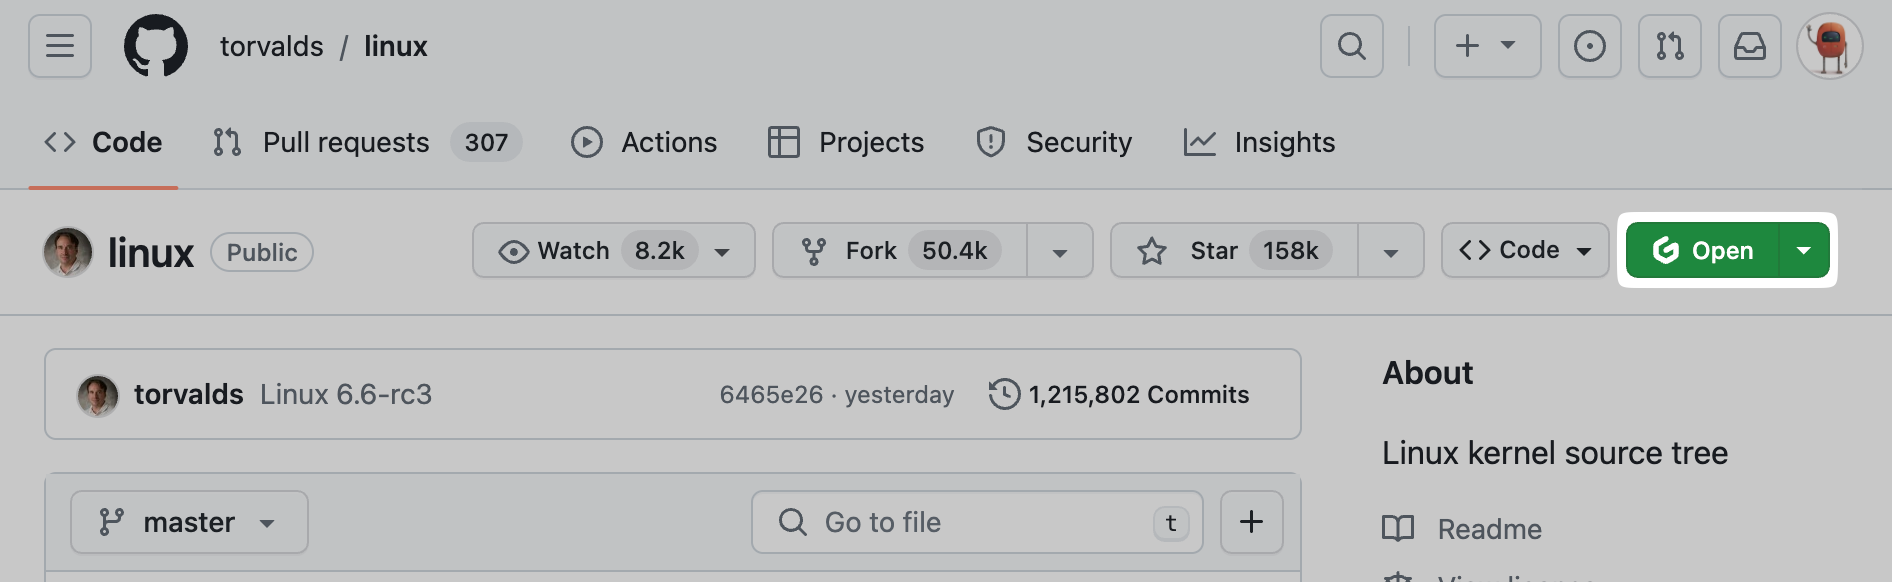 torvalds / linux
Code Pull requests 307 Actions Projects Security Insights
linux Public Watch 8.2k Fork 50.4k Star 158k Code Open
torvalds Linux 6.6-rc3 6465e26 · yesterday 1,215,802 Commits
About
Linux kernel source tree
master Go to file t
Readme